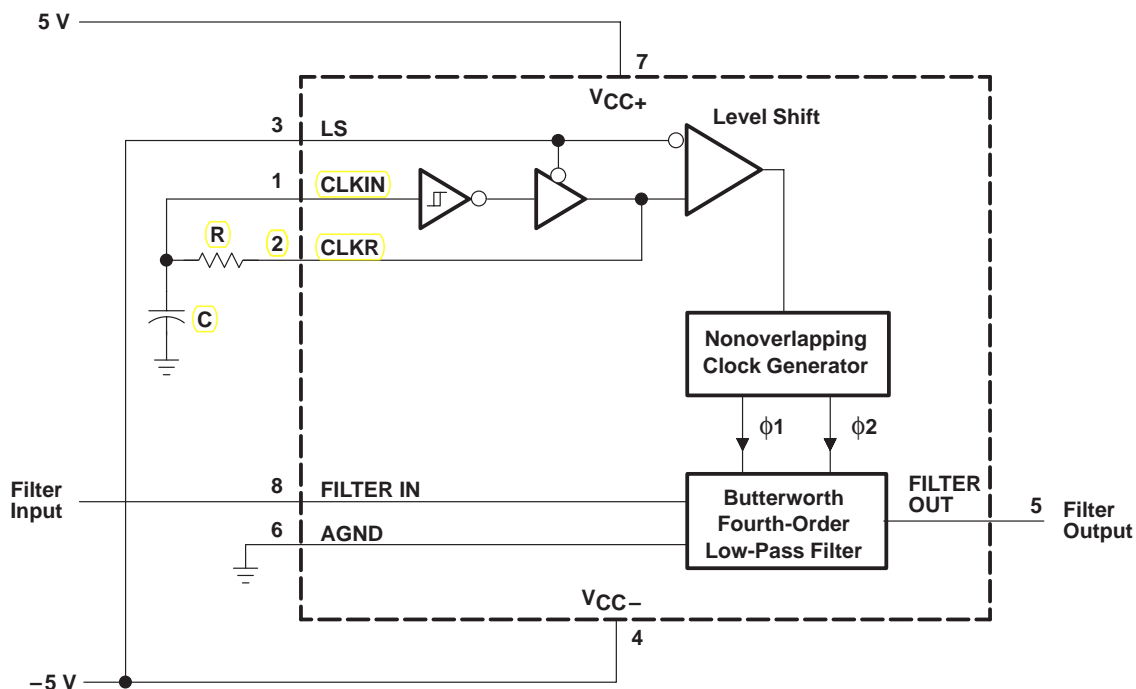 5 V
7
VCC+
Level Shift
3
LS
1
CLKIN
R
2
CLKR
C
Nonoverlapping
Clock Generator
ϕ1
ϕ2
Filter
Input
8
FILTER IN
6
AGND
Butterworth
Fourth-Order
Low-Pass Filter
FILTER
OUT
5
Filter
Output
VCC–
4
–5 V